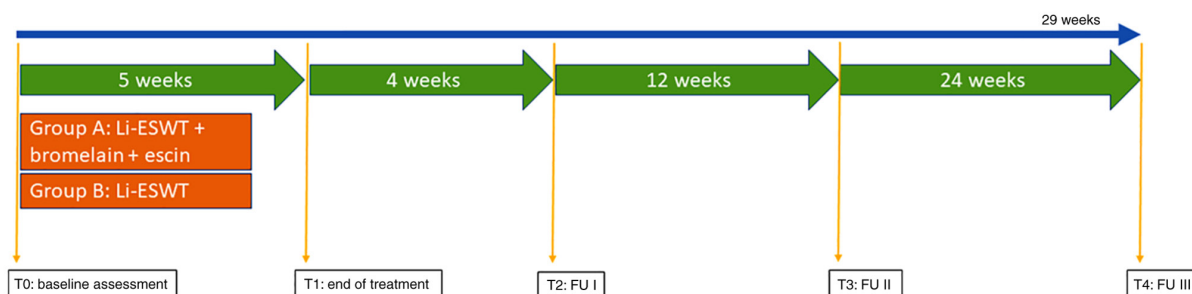 29 weeks
5 weeks
4 weeks
12 weeks
24 weeks
Group A: Li-ESWT +
bromelain + escin
Group B: Li-ESWT
T0: baseline assessment
T1: end of treatment
T2: FU I
T3: FU II
T4: FU III